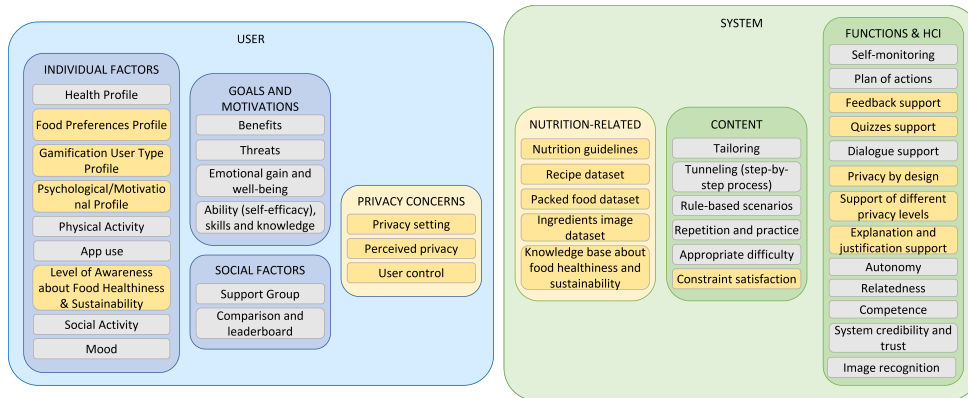 USER
INDIVIDUAL FACTORS
Health Profile
Food Preferences Profile
Gamification User Type
Profile
Psychological/Motivatio
nal Profile
Physical Activity
App use
Level of Awareness
about Food Healthiness
& Sustainability
Social Activity
Mood
GOALS AND
MOTIVATIONS
Benefits
Threats
Emotional gain and
well-being
Ability (self-efficacy),
skills and knowledge
SOCIAL FACTORS
Support Group
Comparison and
leaderboard
PRIVACY CONCERNS
Privacy setting
Perceived privacy
User control
SYSTEM
NUTRITION-RELATED
Nutrition guidelines
Recipe dataset
Packed food dataset
Ingredients image
dataset
Knowledge base about
food healthiness and
sustainability
CONTENT
Tailoring
Tunneling (step-by-
step process)
Rule-based scenarios
Repetition and practice
Appropriate difficulty
Constraint satisfaction
FUNCTIONS & HCI
Self-monitoring
Plan of actions
Feedback support
Quizzes support
Dialogue support
Privacy by design
Support of different
privacy levels
Explanation and
justification support
Autonomy
Relatedness
Competence
System credibility and
trust
Image recognition